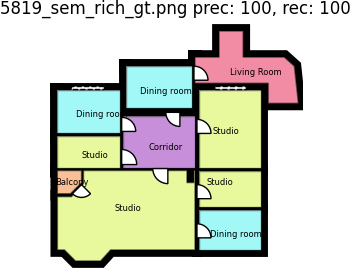 5819_sem_rich_gt.png prec: 100, rec: 100
Living Room
Dining room
Dining roo
Studio
Corridor
Studio
Balcony
Studio
Studio
Dining room